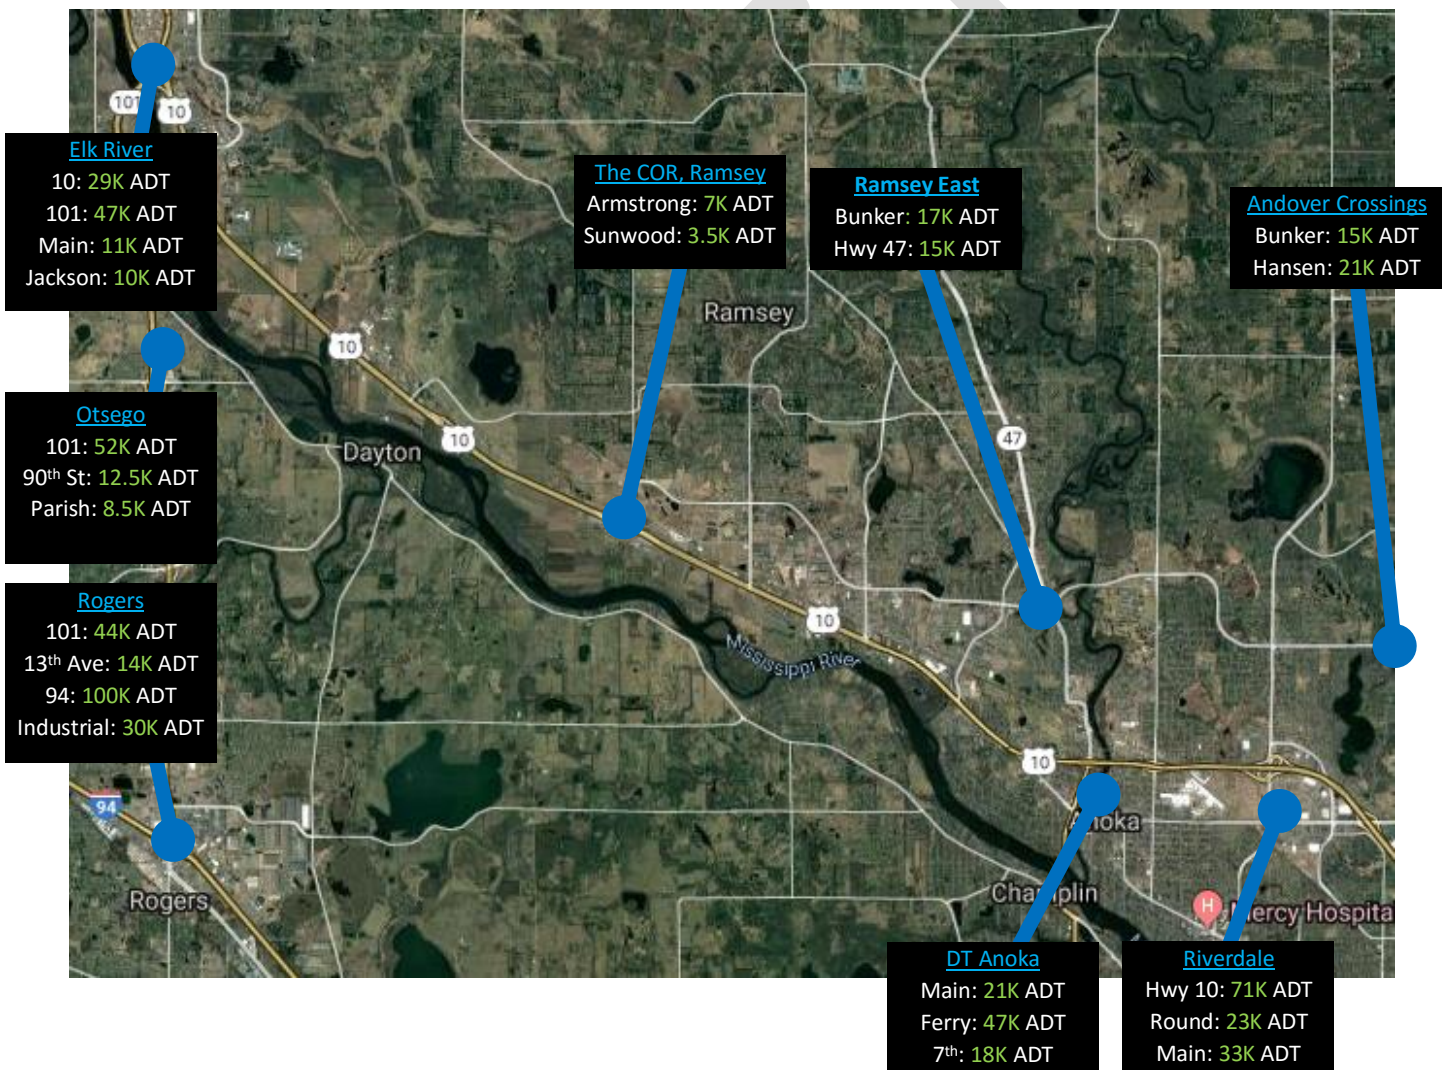 101
10
Elk River
10: 29K ADT
101: 47K ADT
Main: 11K ADT
Jackson: 10K ADT
The COR, Ramsey
Armstrong: 7K ADT
Sunwood: 3.5K ADT
Ramsey East
Bunker: 17K ADT
Hwy 47: 15K ADT
Andover Crossings
Bunker: 15K ADT
Hansen: 21K ADT
Ramsey
10
Otsego
101: 52K ADT
90th St: 12.5K ADT
Parish: 8.5K ADT
Dayton
10
47
Rogers
101: 44K ADT
13th Ave: 14K ADT
94: 100K ADT
Industrial: 30K ADT
10
Mississippi River
10
94
Anoka
Rogers
Champlin
H
Mercy Hospita
DT Anoka
Main: 21K ADT
Ferry: 47K ADT
7th: 18K ADT
Riverdale
Hwy 10: 71K ADT
Round: 23K ADT
Main: 33K ADT